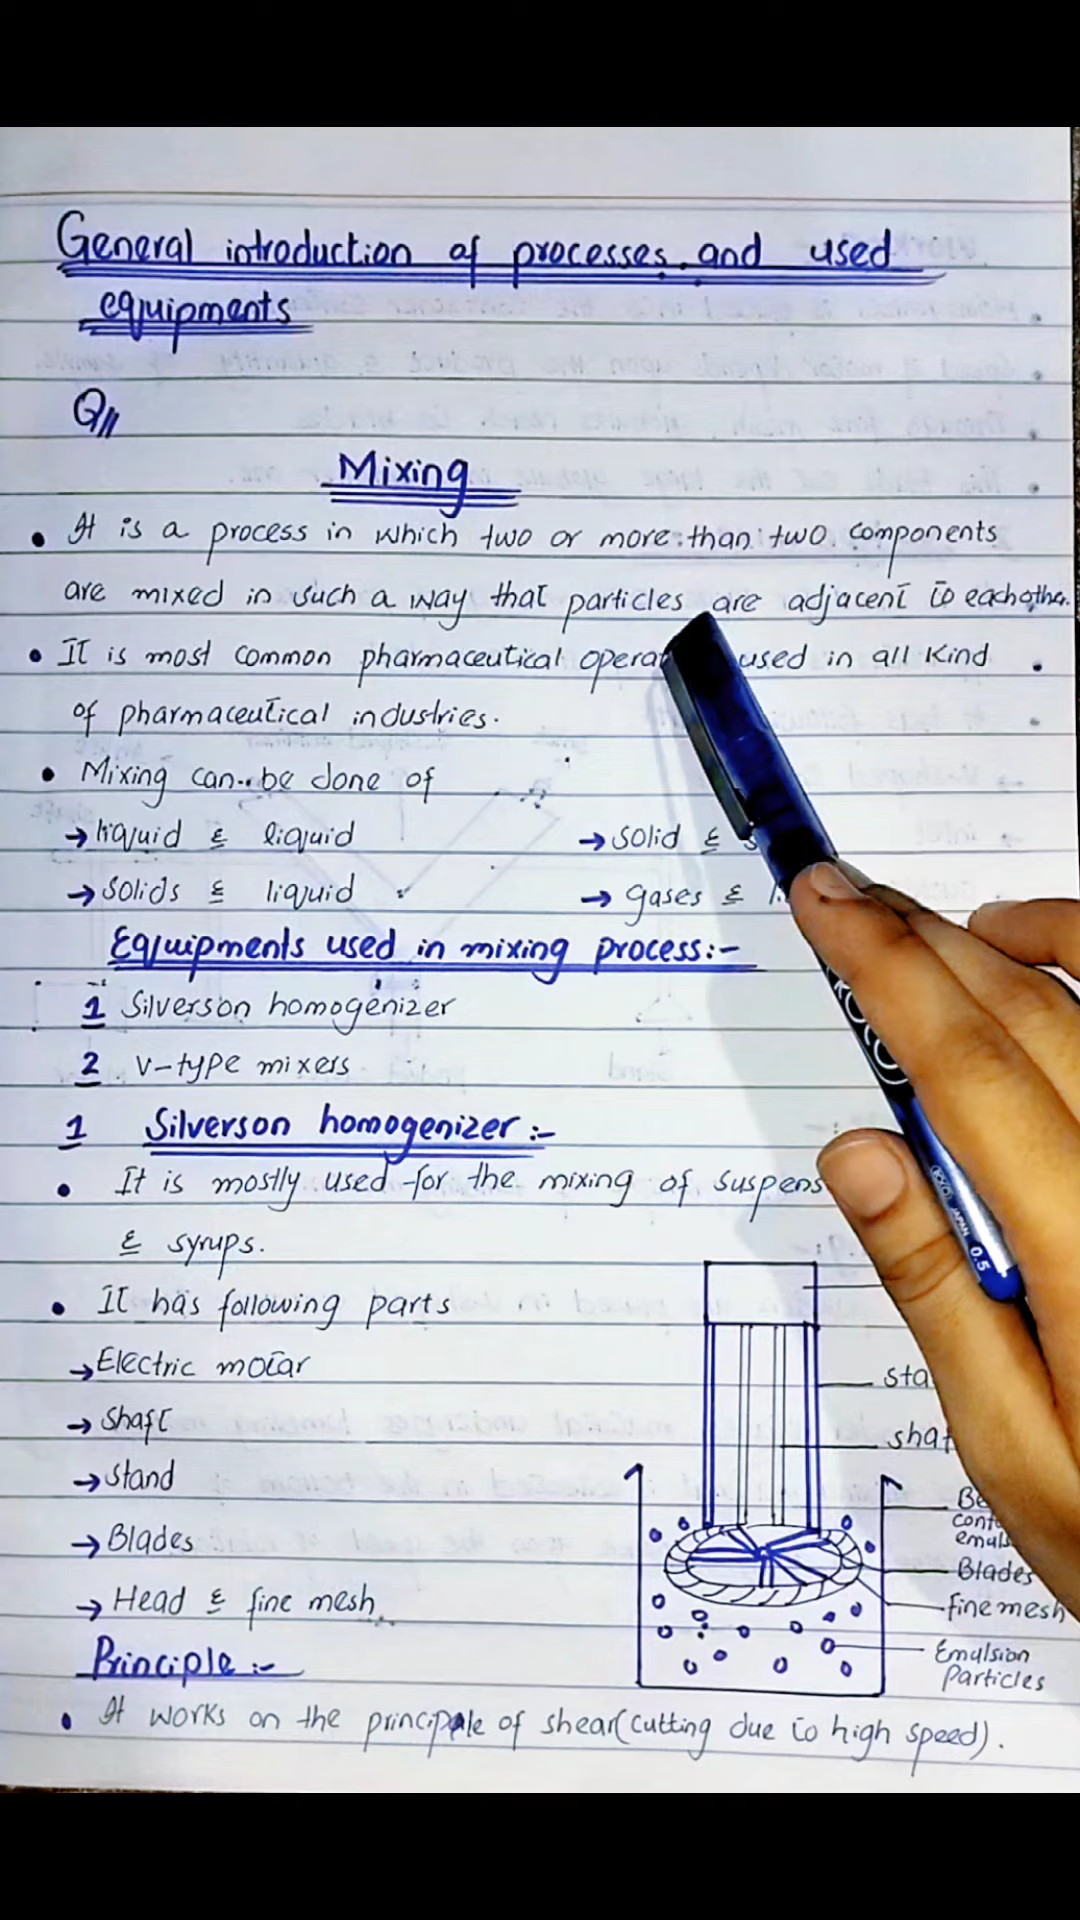 General introduction of processes and used
equipments
Q//
Mixing
• It is a process in which two or more than two components
are mixed in such a way that particles are adjacent to eachother.
• It is most common pharmaceutical used in all kind
of pharmaceutical industries.
• Mixing can be done of
→ liquid & liquid → solid &
→ solids & liquid → gases &
Equipments used in mixing process:-
1 Silverson homogenizer
2 V-type mixers
1 Silverson homogenizer:-
• It is mostly used for the mixing of
& syrups.
• It has following parts
→ Electric motar
→ shaft
→ stand
→ Blades
→ Head & fine mesh
Blades
fine mesh
Emulsion
Particles
Principle:-
• It works on the principale of shear(cutting due to high speed).
JAPAN 0.5